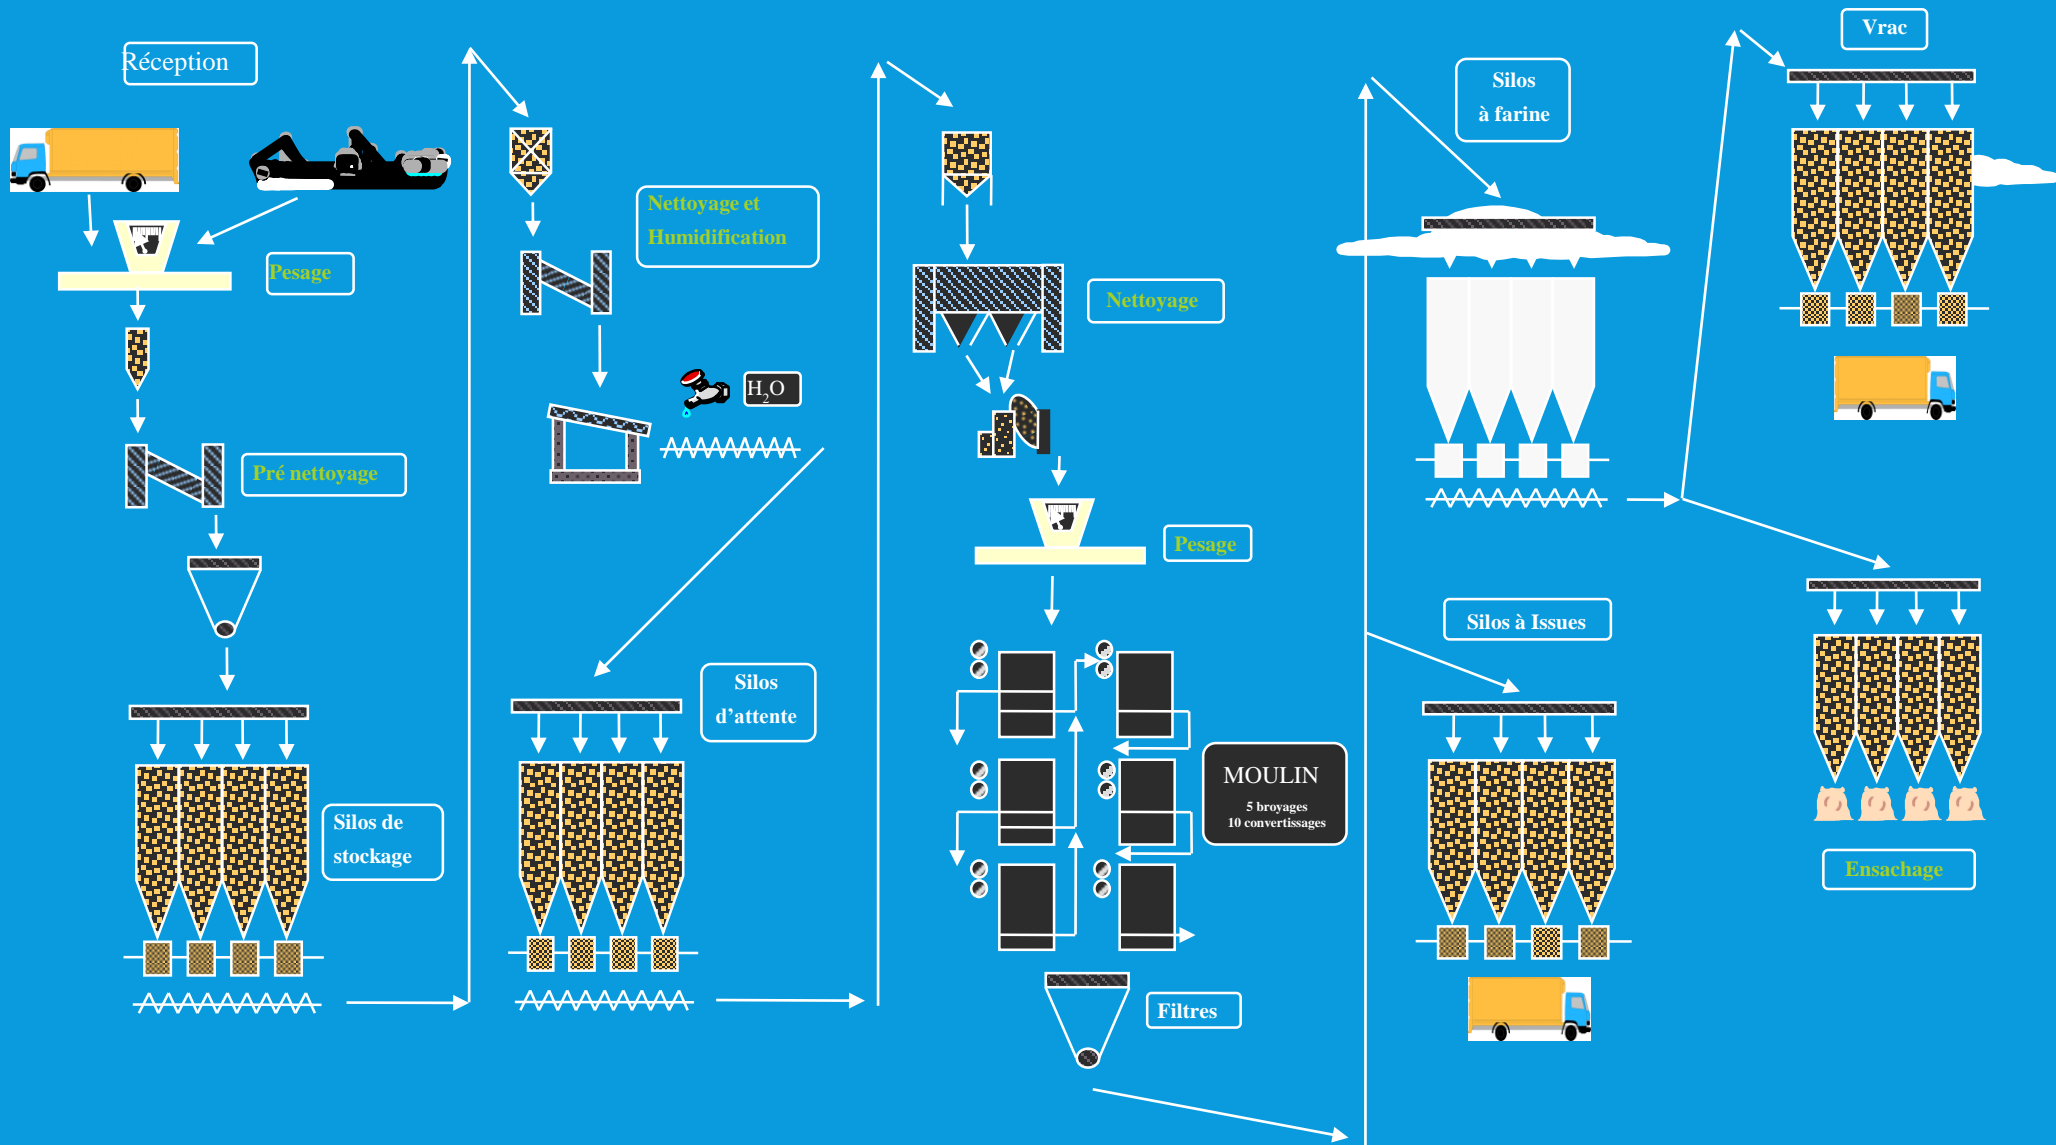 Réception
Pesage
Pré nettoyage
Silos de
stockage
Nettoyage et
Humidification
H₂O
Silos
d'attente
Nettoyage
Pesage
MOULIN
5 broyages
10 convertissages
Filtres
Silos
à farine
Silos à Issues
Vrac
Ensachage